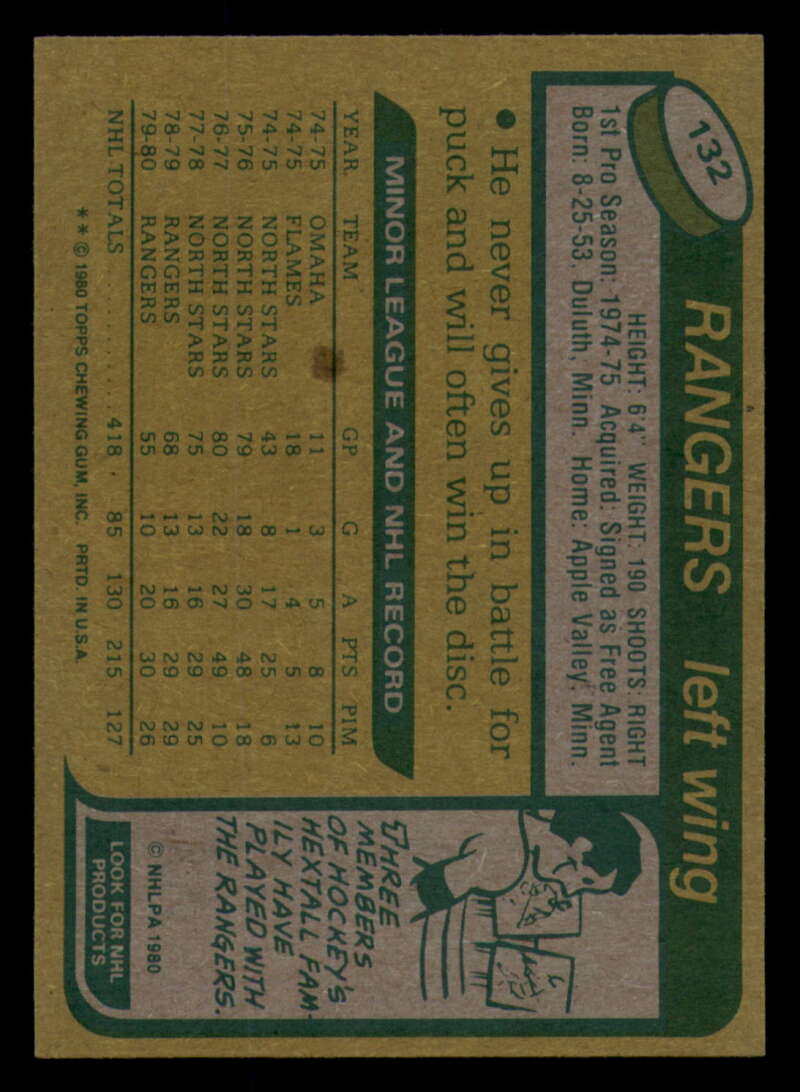 132
RANGERS left wing
HEIGHT: 6'4" WEIGHT: 190 SHOOTS: RIGHT
1st Pro Season: 1974-75 Acquired: Signed as Free Agent
Born: 8-25-53, Duluth, Minn. Home: Apple Valley, Minn.
• He never gives up in battle for
puck and will often win the disc.
MINOR LEAGUE AND NHL RECORD
YEAR TEAM GP G A PTS PIM
74-75 OMAHA 11 3 5 8 10
74-75 FLAMES 18 1 4 5 13
74-75 NORTH STARS 43 8 17 25 6
75-76 NORTH STARS 79 18 30 48 18
76-77 NORTH STARS 80 22 27 49 10
77-78 NORTH STARS 75 13 16 29 25
78-79 RANGERS 68 13 16 29 29
79-80 RANGERS 55 10 20 30 26
NHL TOTALS .......... 418 85 130 215 127
* * © 1980 TOPPS CHEWING GUM, INC. PRTD. IN U.S.A.
THREE
MEMBERS
OF HOCKEY'S
HEXTALL FAM-
ILY HAVE
PLAYED WITH
THE RANGERS.
© NHLPA 1980
LOOK FOR NHL
PRODUCTS